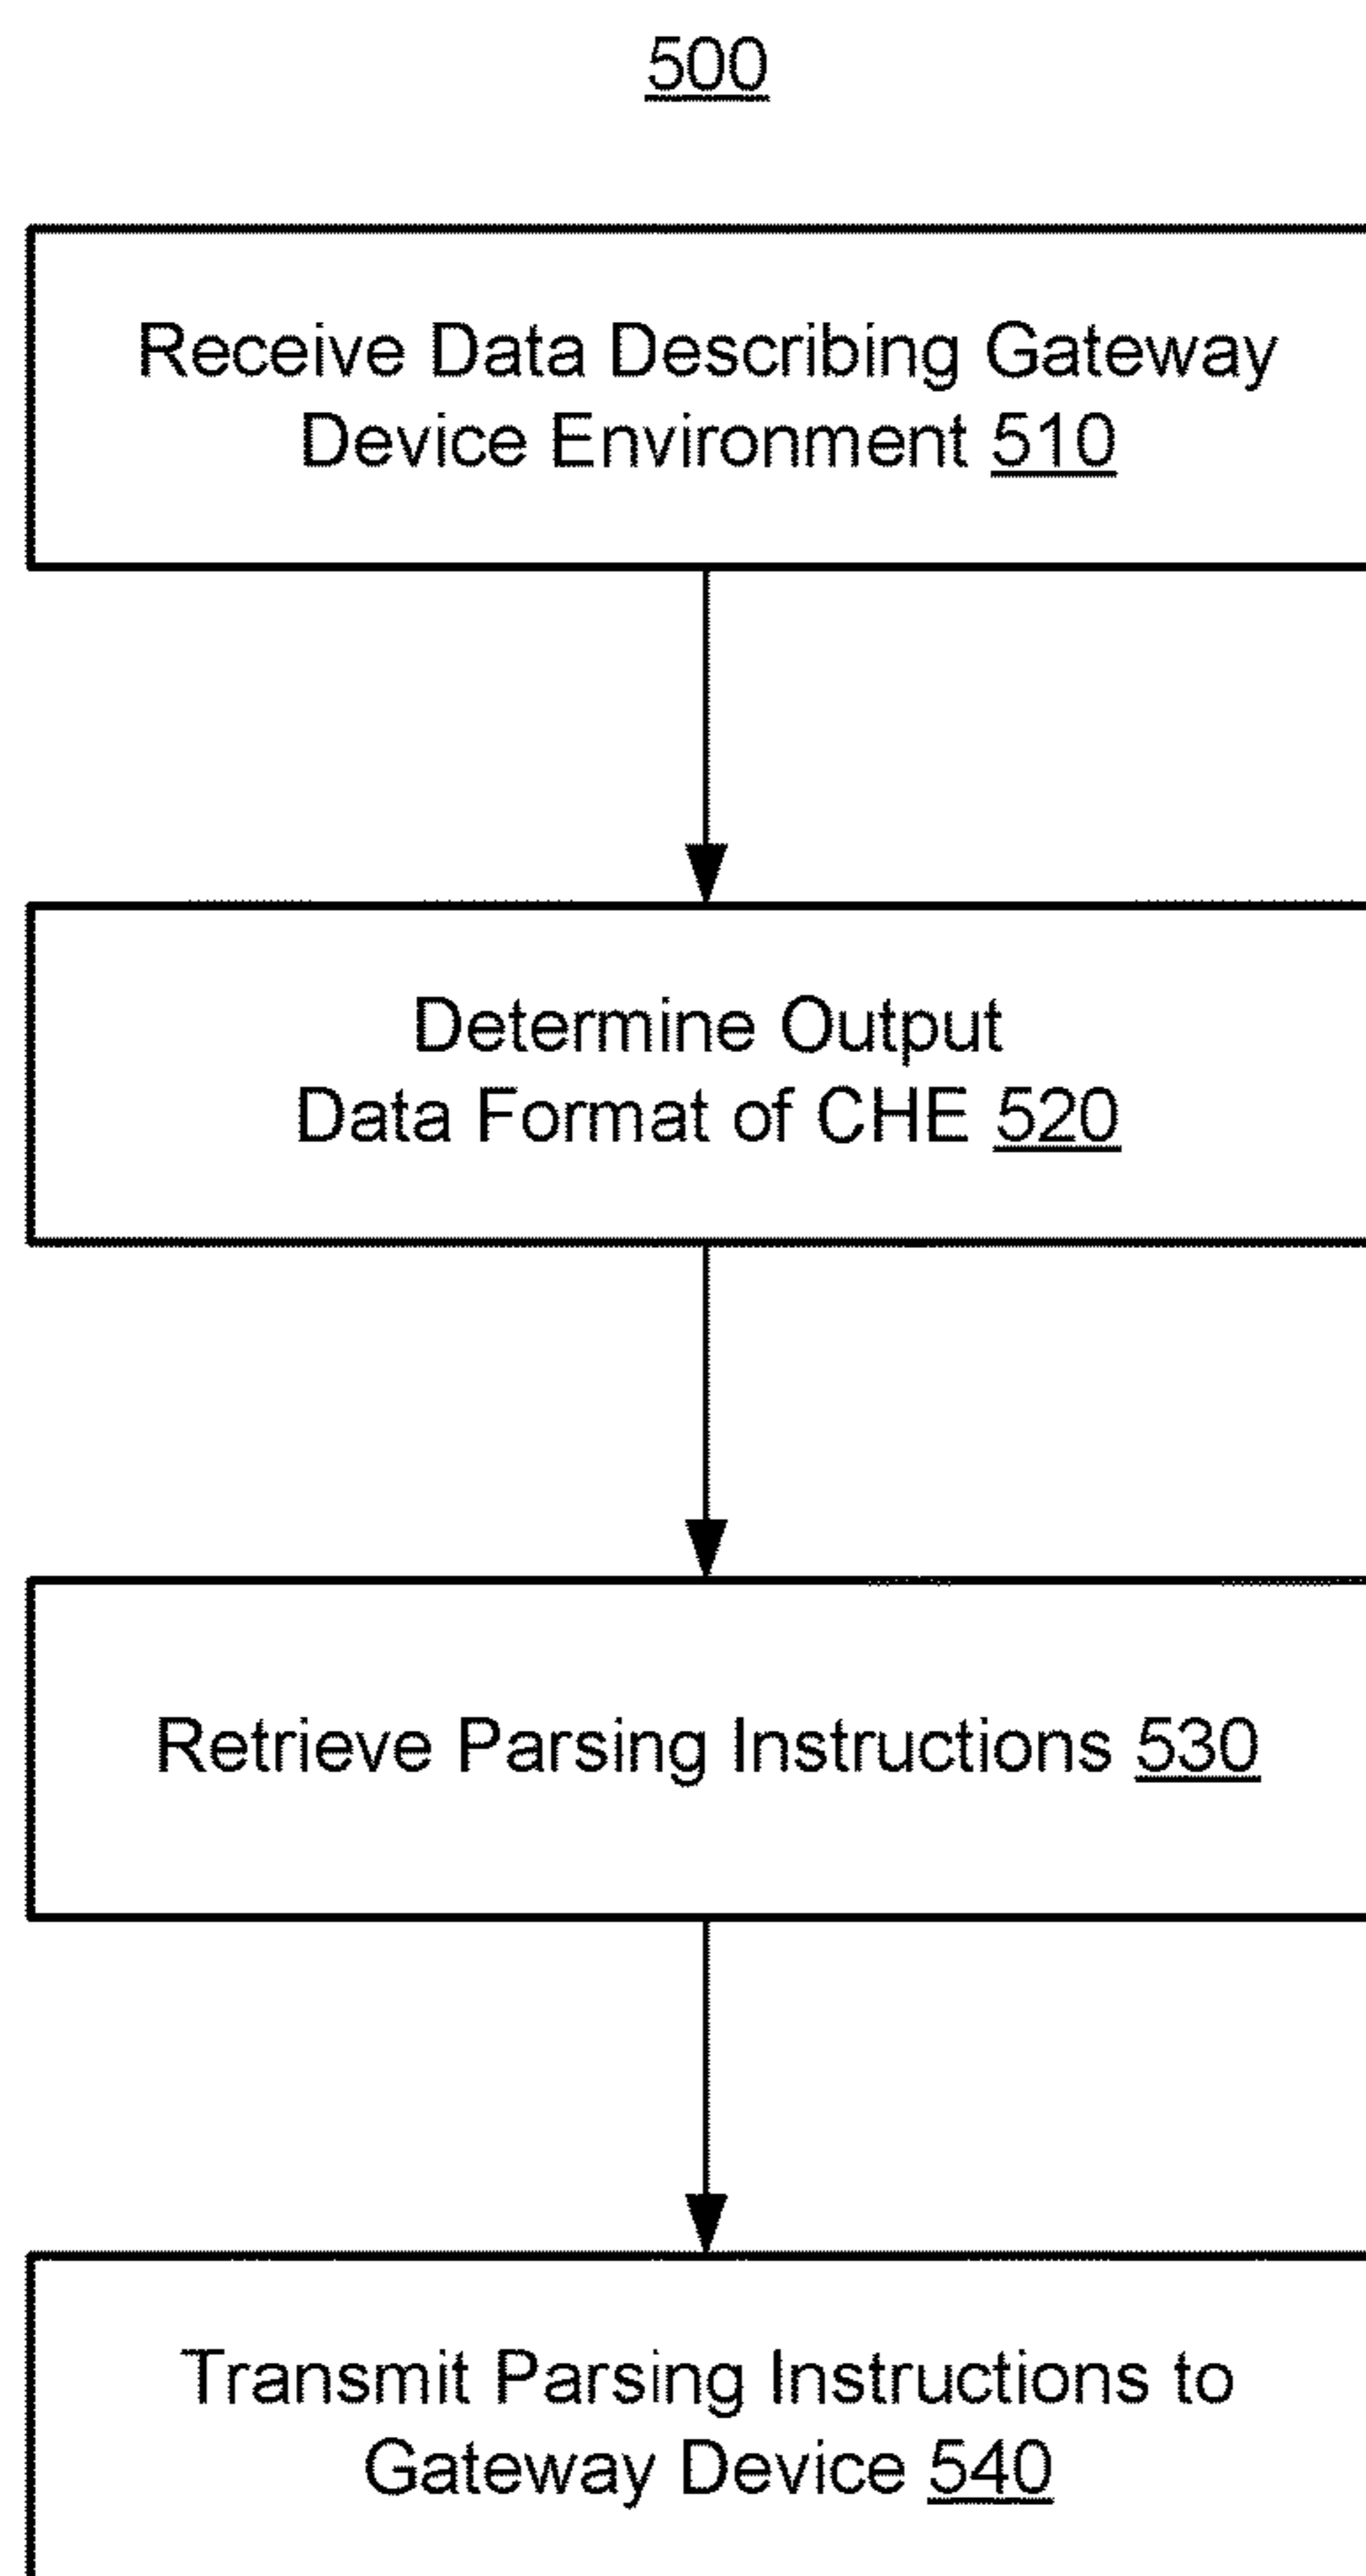 500
Receive Data Describing Gateway
Device Environment 510
Determine Output
Data Format of CHE 520
Retrieve Parsing Instructions 530
Transmit Parsing Instructions to
Gateway Device 540